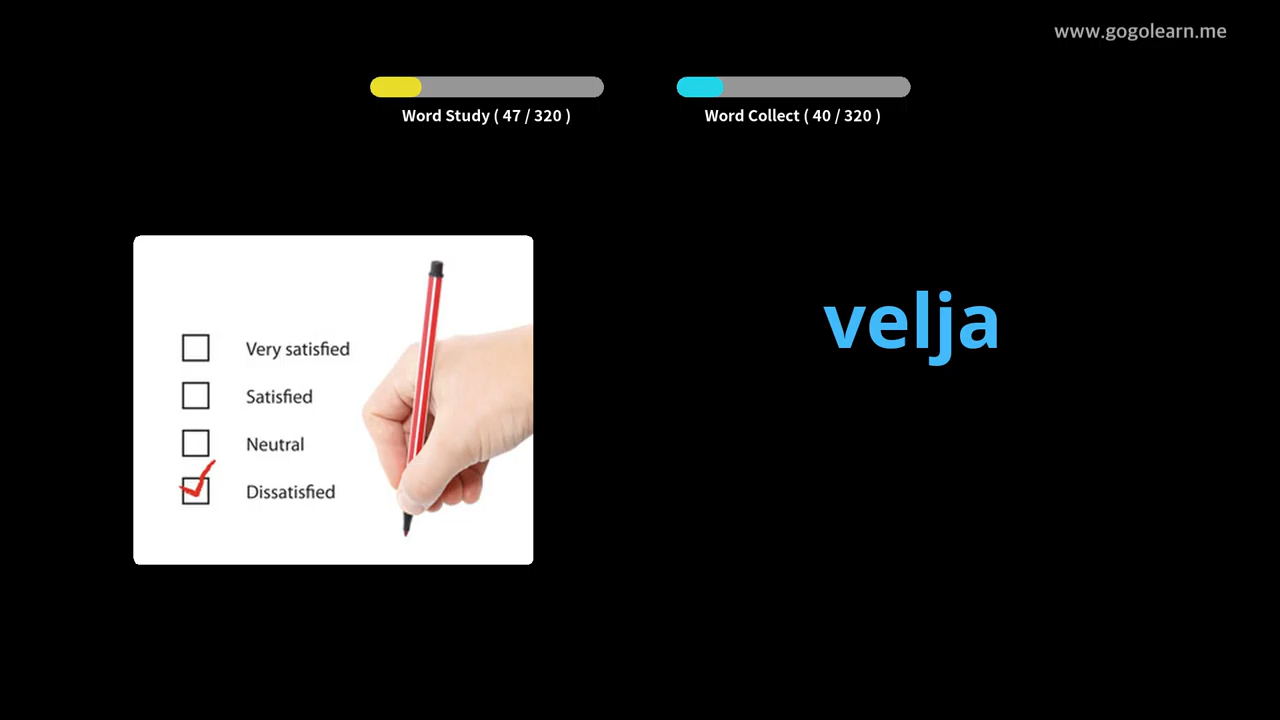 www.gogolearn.me
Word Study ( 47 / 320 )
Word Collect ( 40 / 320 )
velja
Very satisfied
Satisfied
Neutral
Dissatisfied